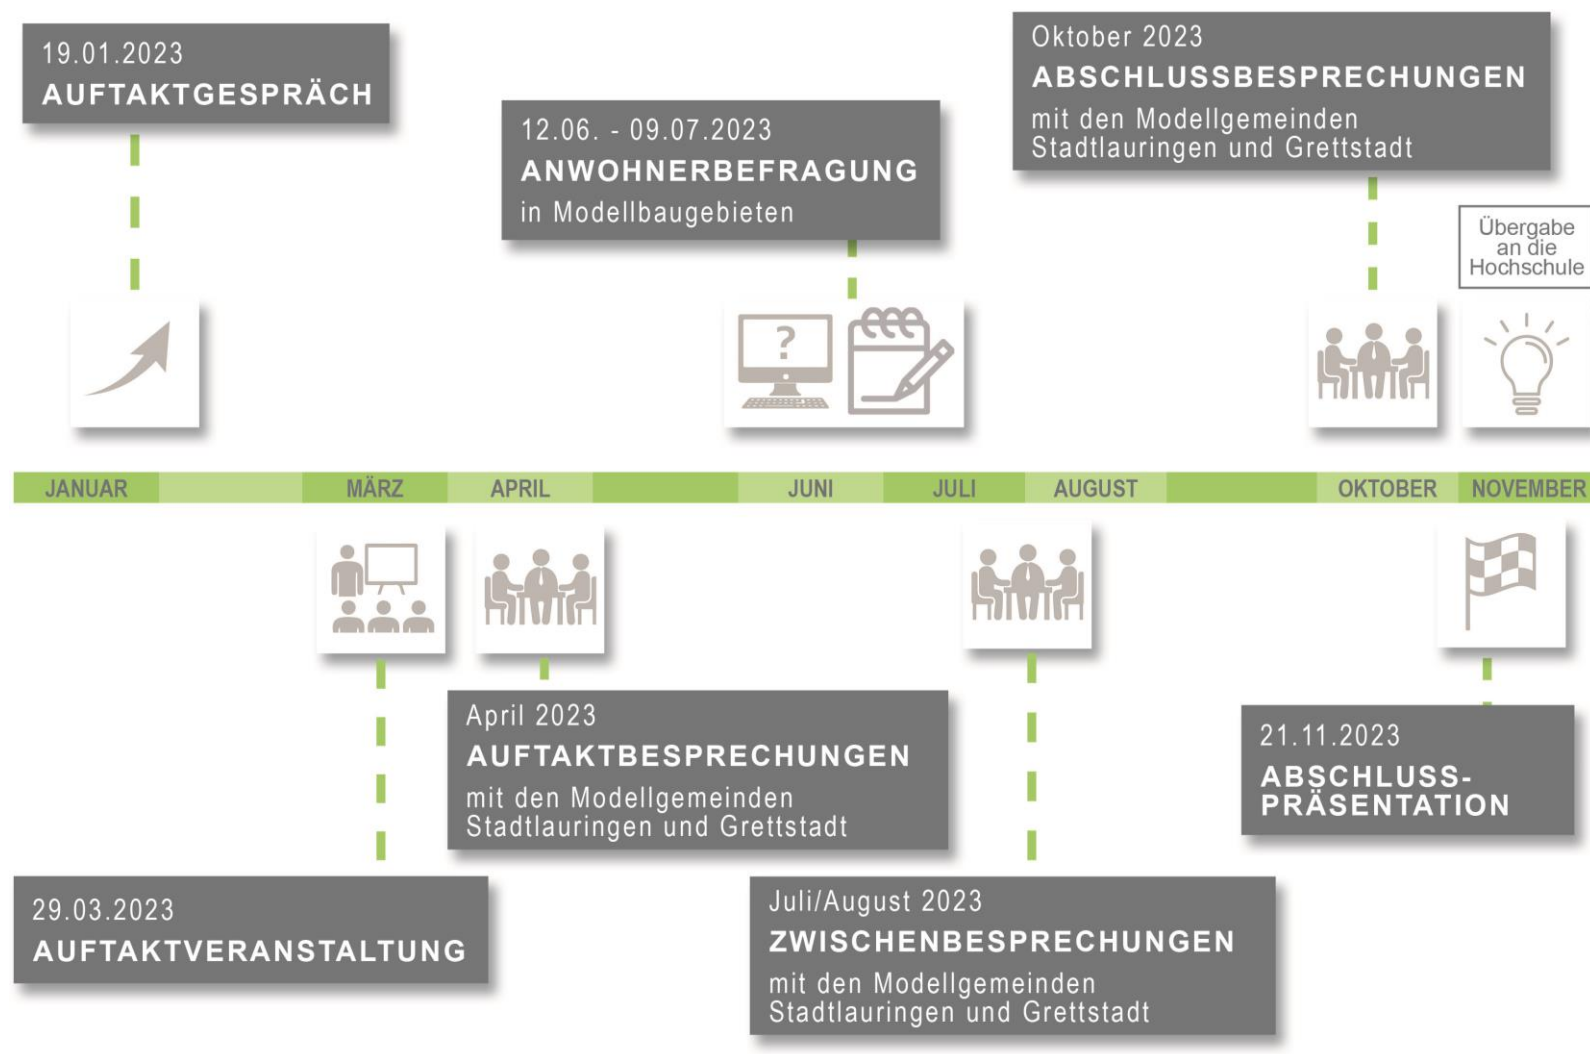 19.01.2023
AUFTAKTGESPRÄCH
12.06. - 09.07.2023
ANWOHNERBEFRAGUNG
in Modellbaugebieten
Oktober 2023
ABSCHLUSSBESPRECHUNGEN
mit den Modellgemeinden
Stadtlauringen und Grettstadt
Übergabe
an die
Hochschule
?
JANUAR MÄRZ APRIL JUNI JULI AUGUST OKTOBER NOVEMBER
April 2023
AUFTAKTBESPRECHUNGEN
mit den Modellgemeinden
Stadtlauringen und Grettstadt
21.11.2023
ABSCHLUSS-
PRÄSENTATION
29.03.2023
AUFTAKTVERANSTALTUNG
Juli/August 2023
ZWISCHENBESPRECHUNGEN
mit den Modellgemeinden
Stadtlauringen und Grettstadt